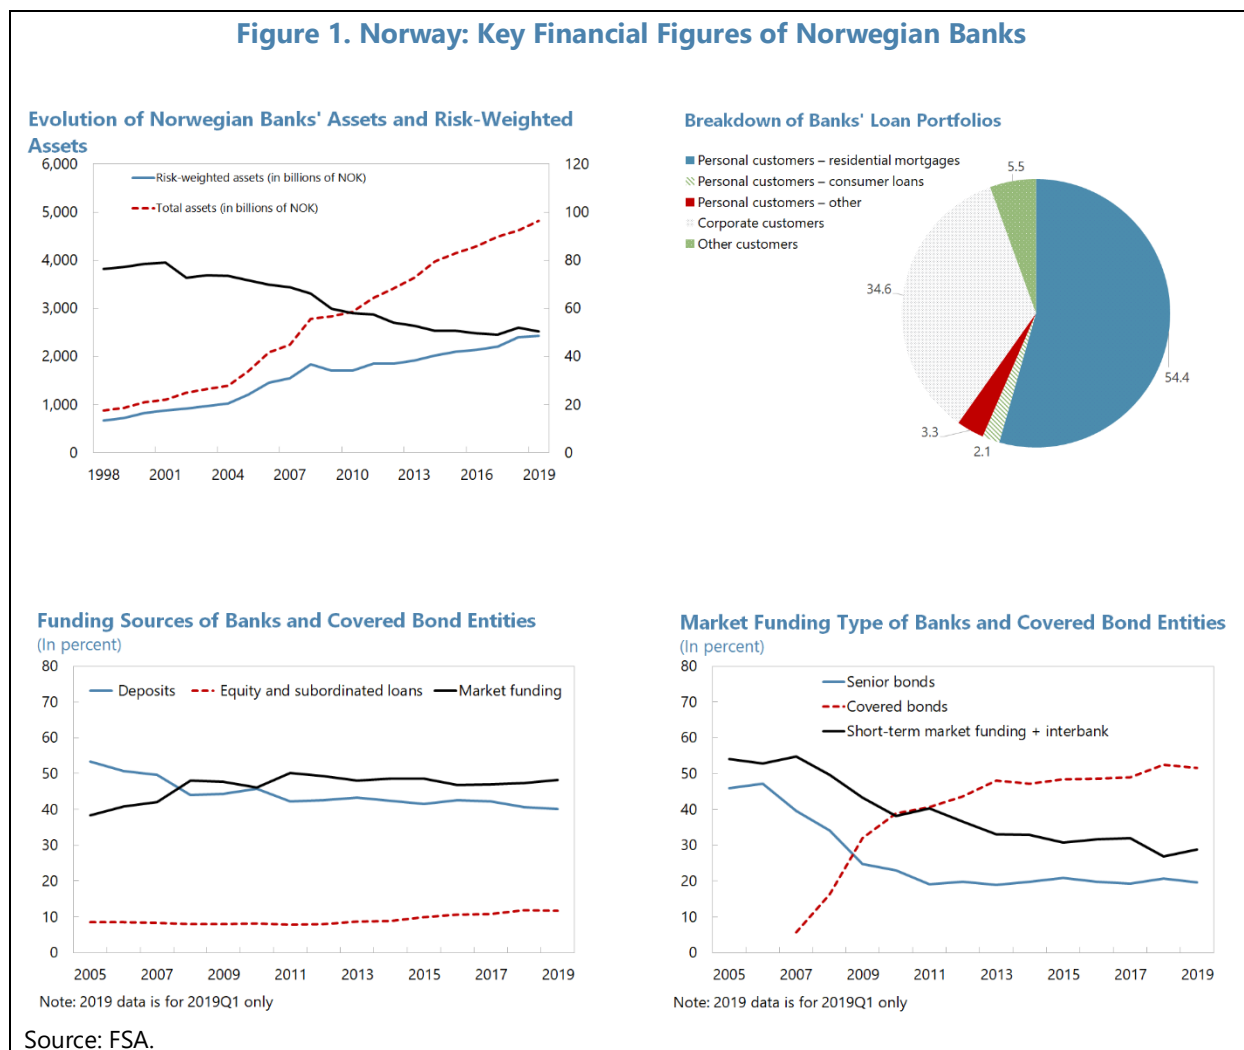 Figure 1. Norway: Key Financial Figures of Norwegian Banks
Evolution of Norwegian Banks' Assets and Risk-Weighted
Assets
6,000
5,000
4,000
3,000
2,000
1,000
0
120
100
80
60
40
20
0
Risk-weighted assets (in billions of NOK)
Total assets (in billions of NOK)
1998 2001 2004 2007 2010 2013 2016 2019
Breakdown of Banks' Loan Portfolios
Personal customers – residential mortgages
Personal customers – consumer loans
Personal customers – other
Corporate customers
Other customers
5.5
34.6
54.4
3.3
2.1
Funding Sources of Banks and Covered Bond Entities
(In percent)
80
70
60
50
40
30
20
10
0
Deposits Equity and subordinated loans Market funding
2005 2007 2009 2011 2013 2015 2017 2019
Note: 2019 data is for 2019Q1 only
Market Funding Type of Banks and Covered Bond Entities
(In percent)
80
70
60
50
40
30
20
10
0
Senior bonds
Covered bonds
Short-term market funding + interbank
2005 2007 2009 2011 2013 2015 2017 2019
Note: 2019 data is for 2019Q1 only
Source: FSA.